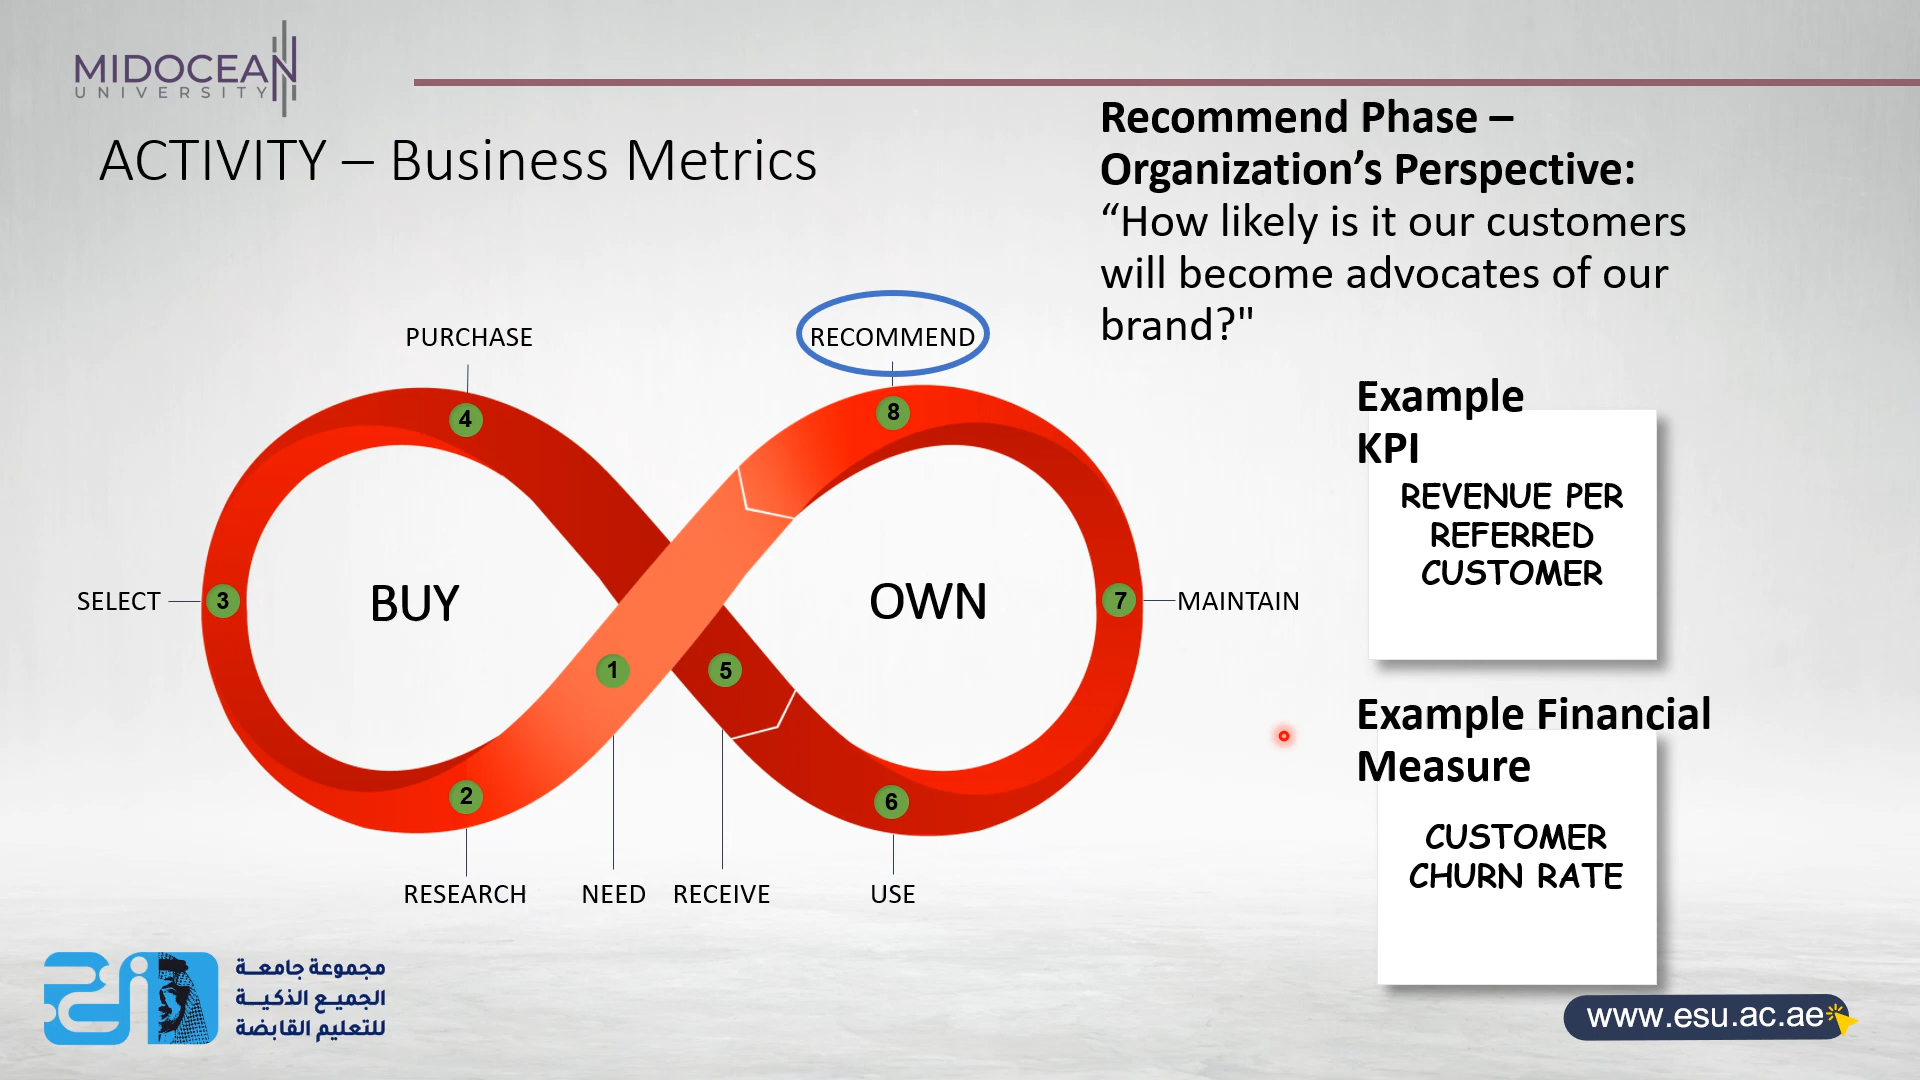 MIDOCEAN
UNIVERSITY
ACTIVITY – Business Metrics
Recommend Phase –
Organization’s Perspective:
“How likely is it our customers
will become advocates of our
brand?"
PURCHASE
RECOMMEND
4
8
SELECT
3
BUY
OWN
7
MAINTAIN
1
5
2
6
RESEARCH
NEED
RECEIVE
USE
Example
KPI
REVENUE PER
REFERRED
CUSTOMER
Example Financial
Measure
CUSTOMER
CHURN RATE
مجموعة جامعة
الجميع الذكية
للتعليم القابضة
www.esu.ac.ae